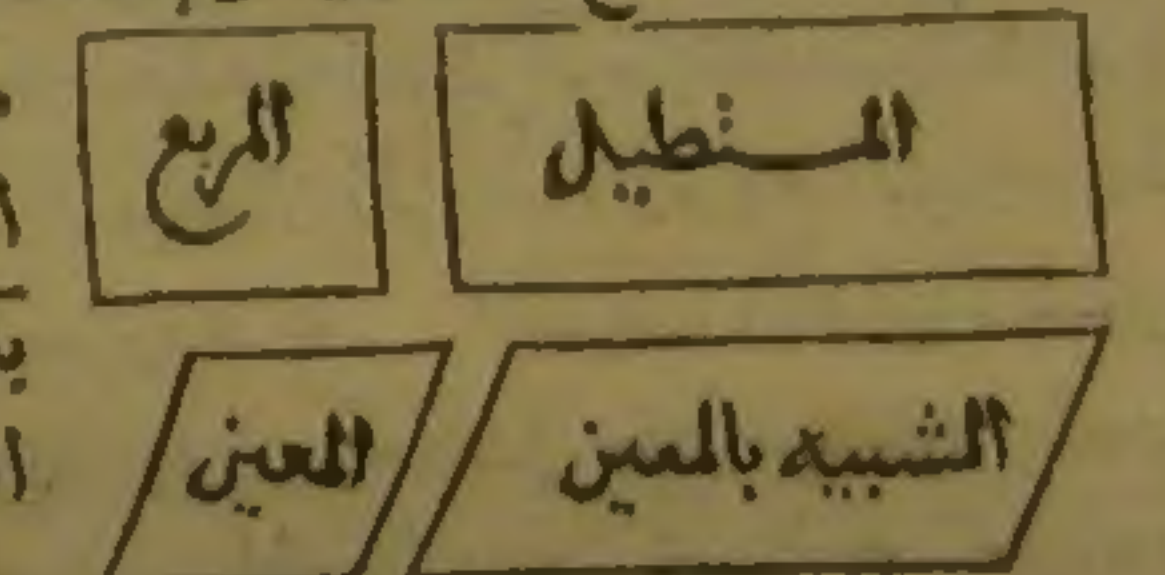 المستطيل
المربع
الشبيه بالمعين
المعين